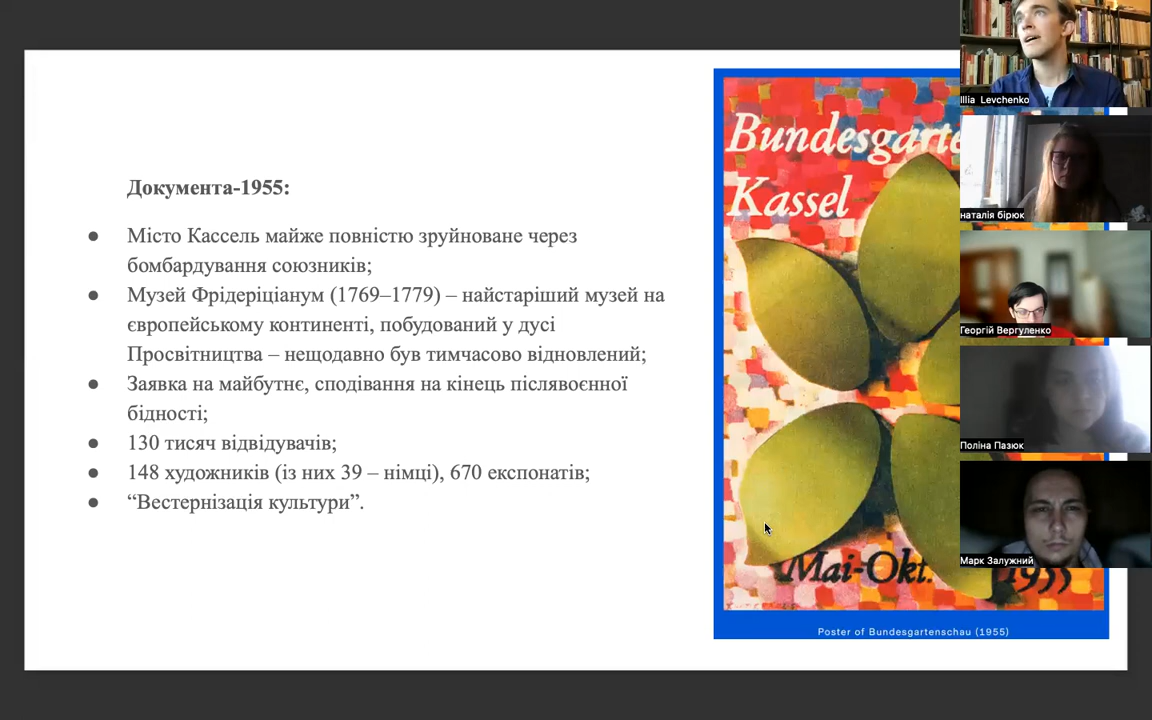 Документа-1955:
● Місто Кассель майже повністю зруйноване через
бомбардування союзників;
● Музей Фрідеріціанум (1769–1779) – найстаріший музей на
європейському континенті, побудований у дусі
Просвітництва – нещодавно був тимчасово відновлений;
● Заявка на майбутнє, сподівання на кінець післявоєнної
бідності;
● 130 тисяч відвідувачів;
● 148 художників (із них 39 – німці), 670 експонатів;
● “Вестернізація культури”.
Bundesgarte
Kassel
Mai-Okt. 1955
Poster of Bundesgartenschau (1955)
Illia Levchenko
наталія бірюк
Георгій Вергуленко
Поліна Пазюк
Марк Залужний